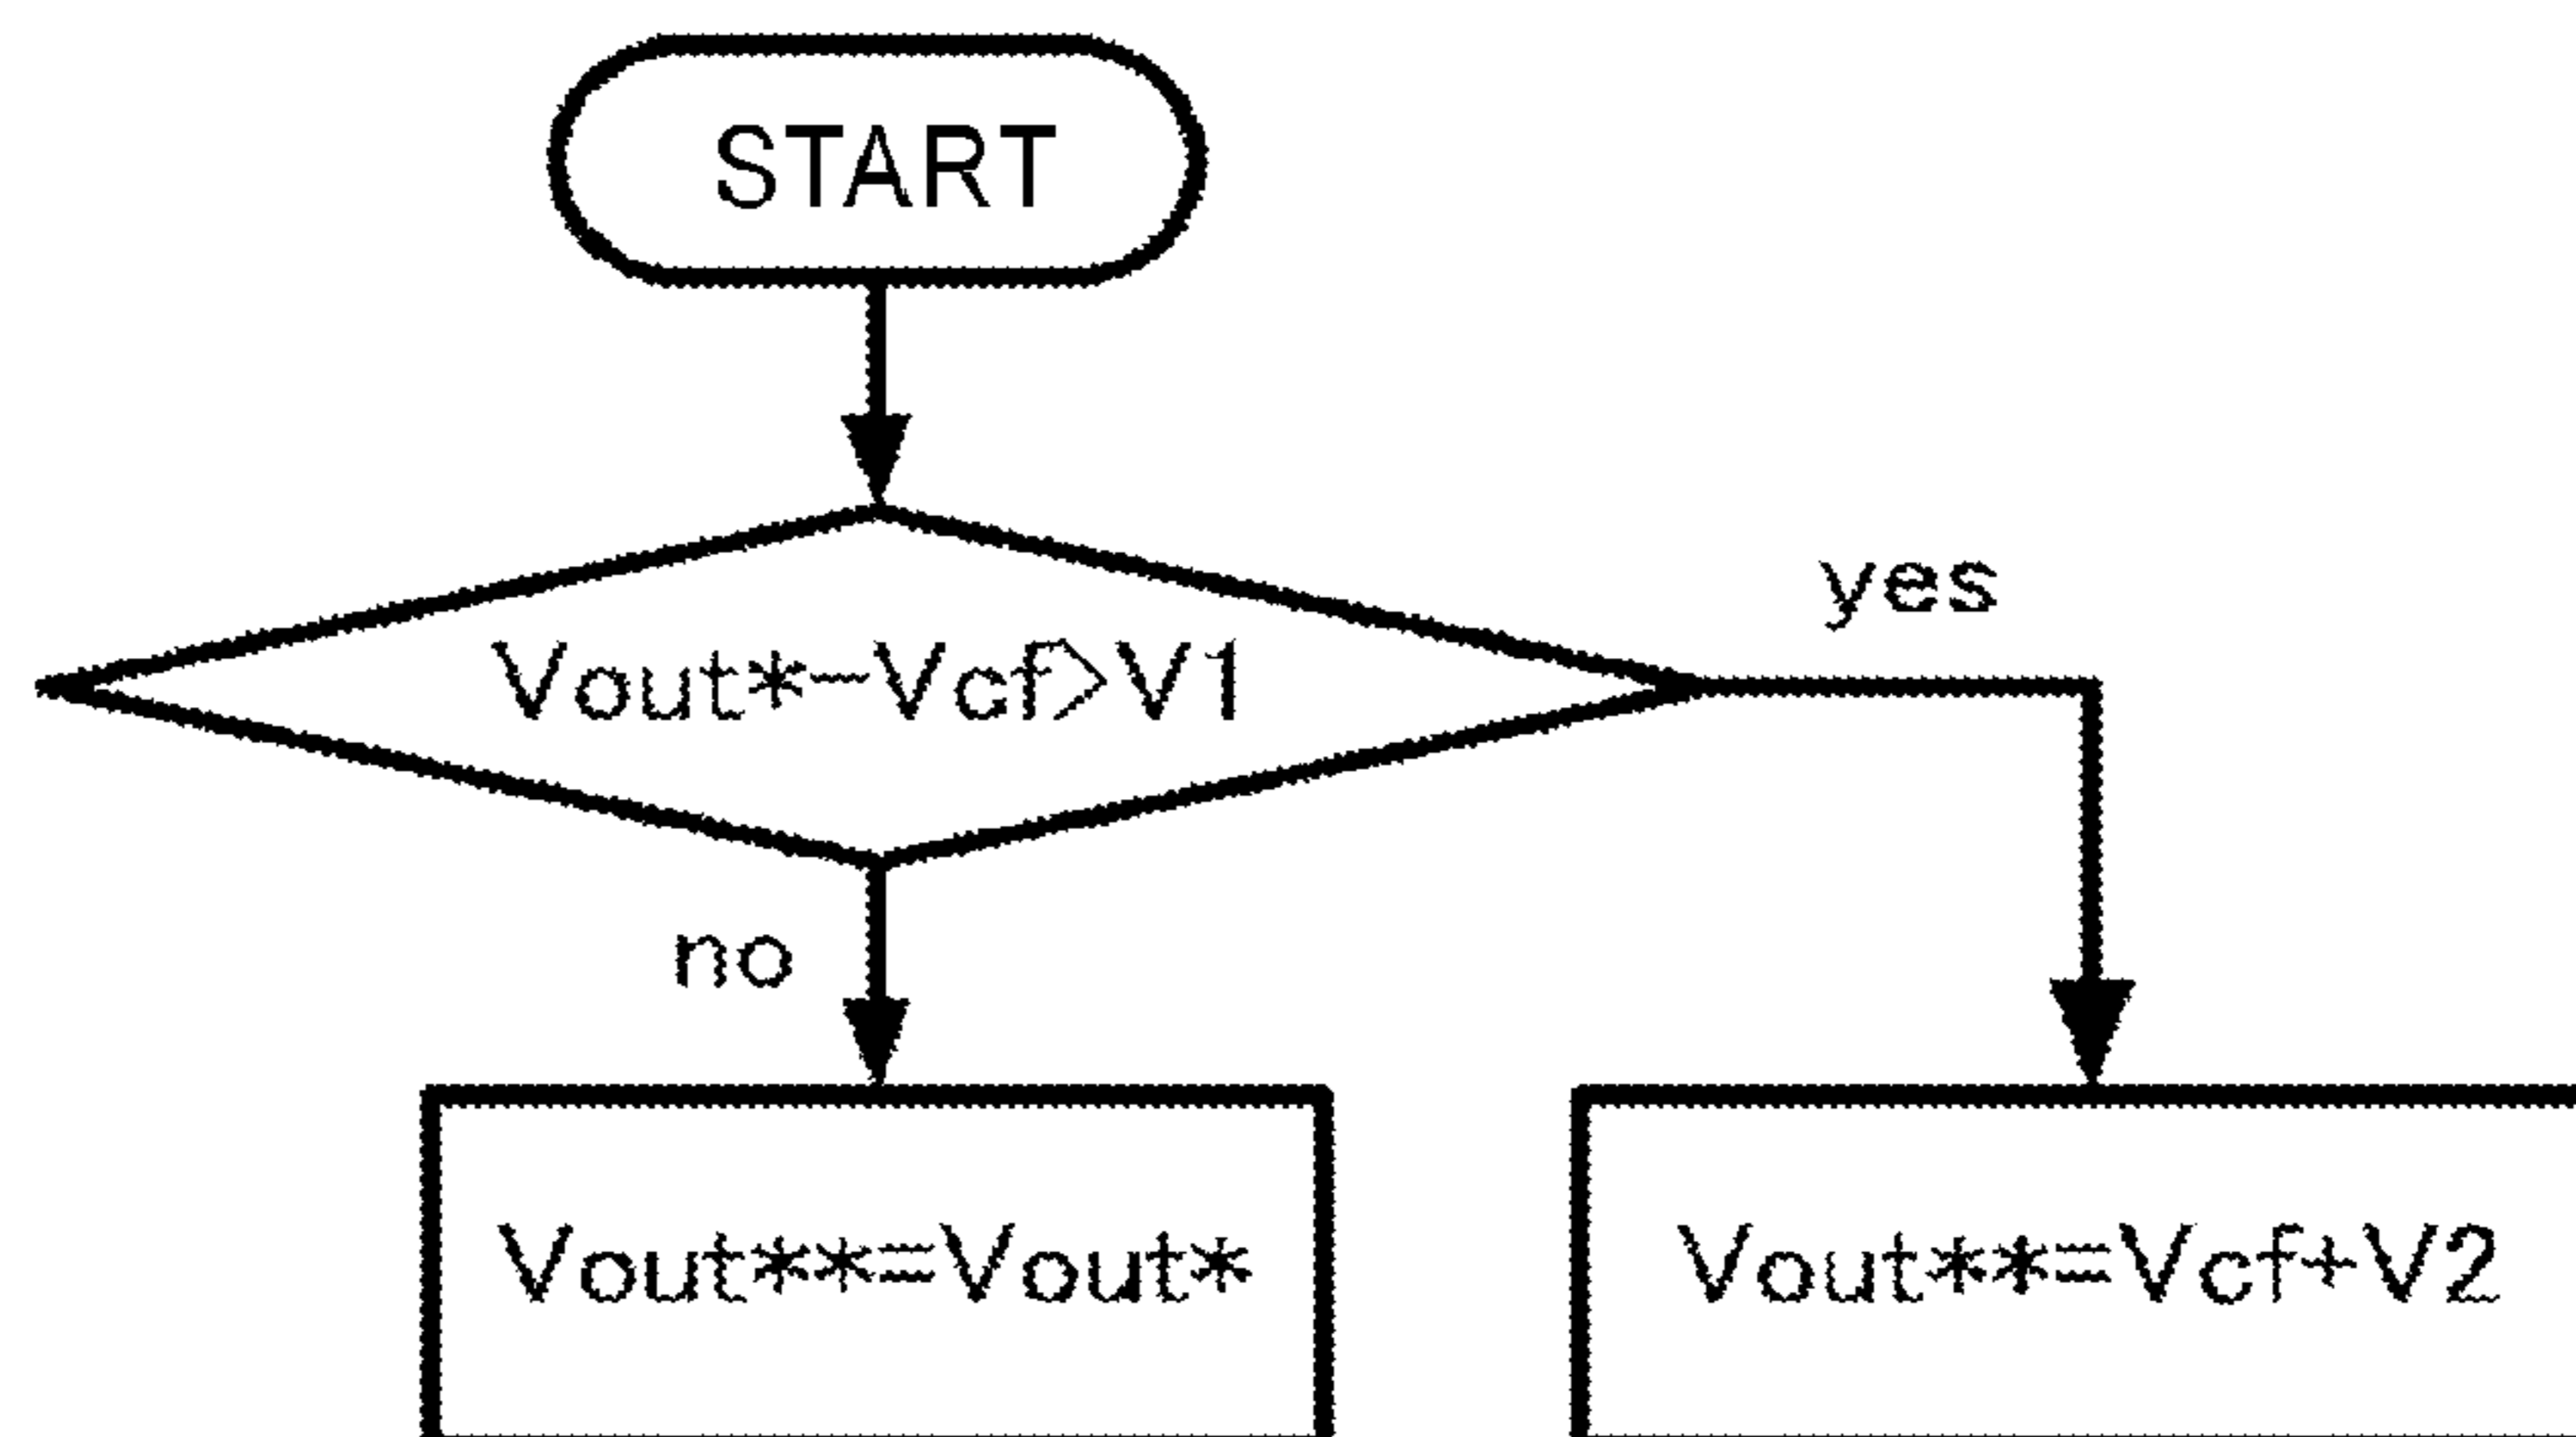 START
Vout*-Vcf>V1
yes
no
Vout**=Vout*
Vout**=Vcf+V2